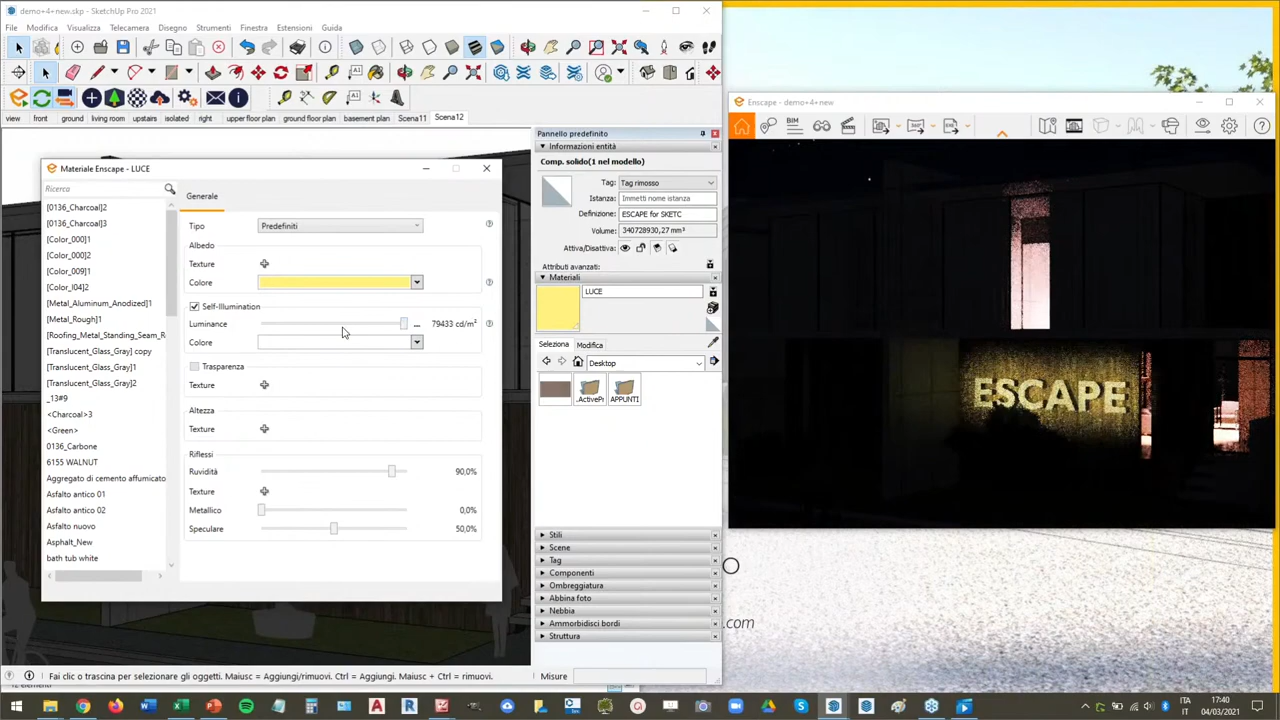 demo+4+new.skp - SketchUp Pro 2021
File Modifica Visualizza Telecamera Disegno Strumenti Finestra Estensioni Guida
view front ground living room upstairs isolated right upper floor plan ground floor plan basement plan Scena11 Scena12
Materiale Enscape - LUCE
Ricerca
[0136_Charcoal]2
[0136_Charcoal]3
[Color_000]1
[Color_000]2
[Color_009]1
[Color_I04]2
[Metal_Aluminum_Anodized]1
[Metal_Rough]1
[Roofing_Metal_Standing_Seam_R
[Translucent_Glass_Gray] copy
[Translucent_Glass_Gray]1
[Translucent_Glass_Gray]2
_13#9
<Charcoal>3
<Green>
0136_Carbone
6155 WALNUT
Aggregato di cemento affumicato
Asfalto antico 01
Asfalto antico 02
Asfalto nuovo
Asphalt_New
bath tub white
Generale
Tipo Predefiniti
Albedo
Texture
Colore
Self-Illumination
Luminance ... 79433 cd/m²
Colore
Trasparenza
Texture
Altezza
Texture
Riflessi
Ruvidità 90,0%
Texture
Metallico 0,0%
Speculare 50,0%
Pannello predefinito
Informazioni entità
Comp. solido(1 nel modello)
Tag: Tag rimosso
Istanza: Immetti nome istanza
Definizione: ESCAPE for SKETC
Volume: 340728930,27 mm³
Attiva/Disattiva:
Attributi avanzati:
Materiali
LUCE
Seleziona Modifica
Desktop
.ActivePr APPUNTI
Stili
Scene
Tag
Componenti
Ombreggiatura
Abbina foto
Nebbia
Ammorbidisci bordi
Struttura
Fai clic o trascina per selezionare gli oggetti. Maiusc = Aggiungi/rimuovi. Ctrl = Aggiungi. Maiusc + Ctrl = rimuovi. Misure
Enscape - demo+4+new
ESCAPE
.com
ITA
IT
17:40
04/03/2021